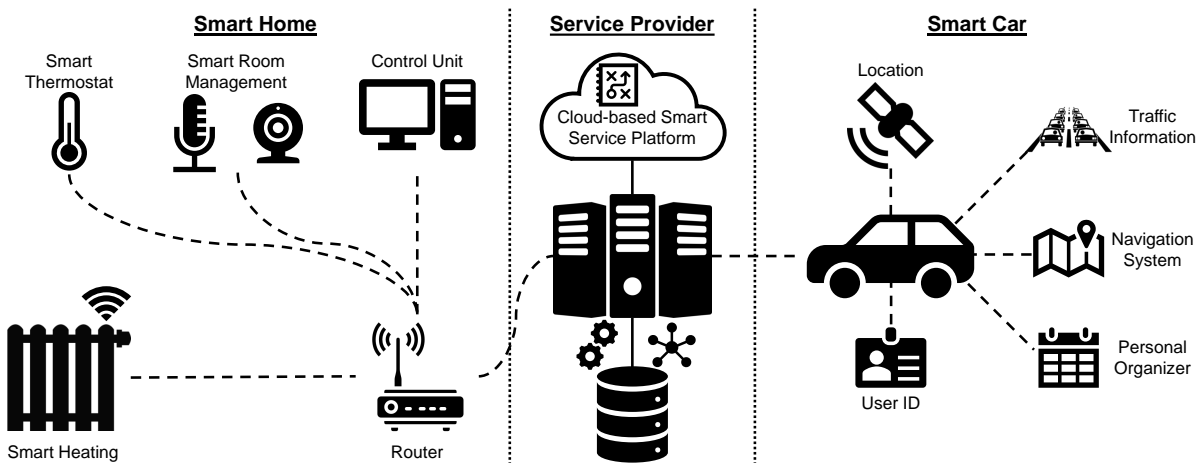 Smart Home
Service Provider
Smart Car
Smart
Thermostat
Smart Room
Management
Control Unit
Cloud-based Smart
Service Platform
Location
Traffic
Information
Navigation
System
Personal
Organizer
User ID
Smart Heating
Router